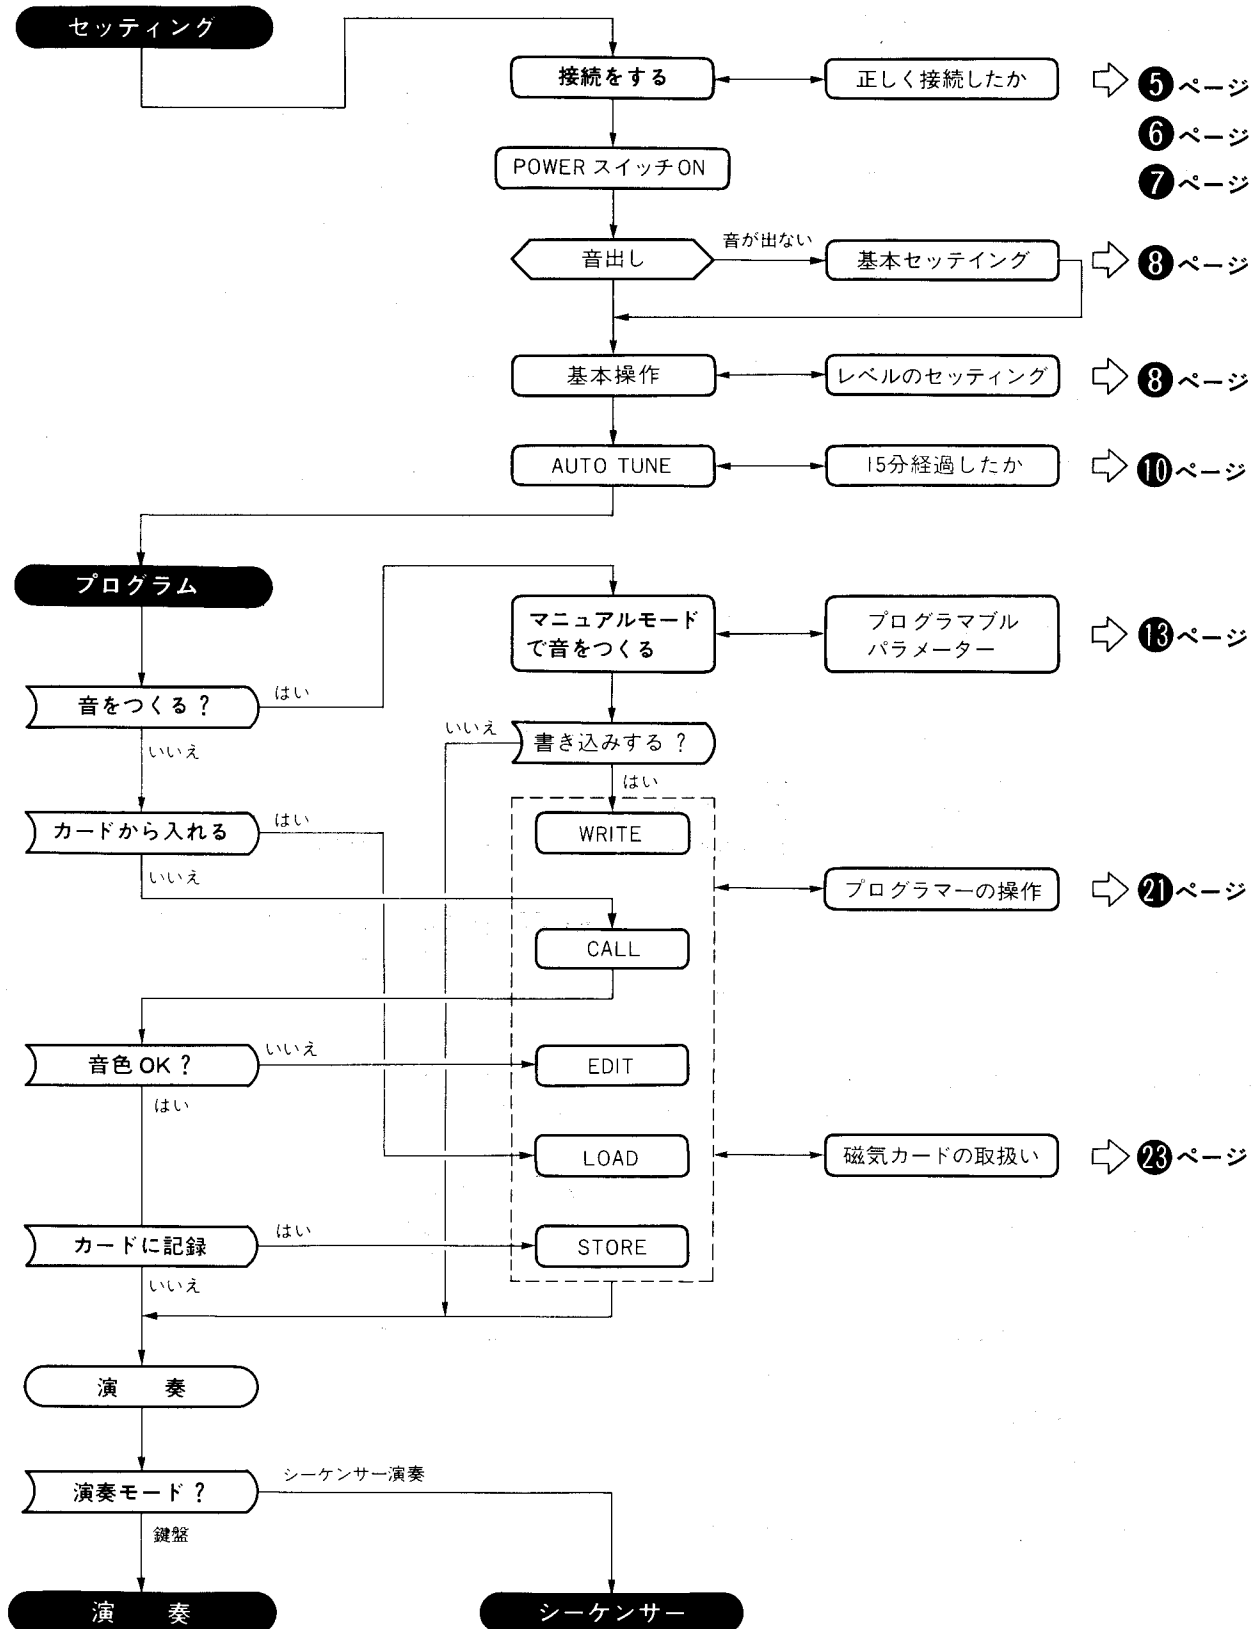 セッティング
接続をする
正しく接続したか
5 ページ
6 ページ
POWER スイッチ ON
7 ページ
音出し
音が出ない
基本セッテイング
8 ページ
基本操作
レベルのセッティング
8 ページ
AUTO TUNE
15分経過したか
10 ページ
プログラム
マニュアルモード
で音をつくる
プログラマブル
パラメーター
13 ページ
音をつくる ?
はい
いいえ
いいえ
書き込みする ?
はい
カードから入れる
はい
いいえ
WRITE
プログラマーの操作
21 ページ
CALL
音色 OK ?
いいえ
はい
EDIT
LOAD
磁気カードの取扱い
23 ページ
カードに記録
はい
いいえ
STORE
演 奏
演奏モード ?
シーケンサー演奏
鍵盤
演 奏
シーケンサー